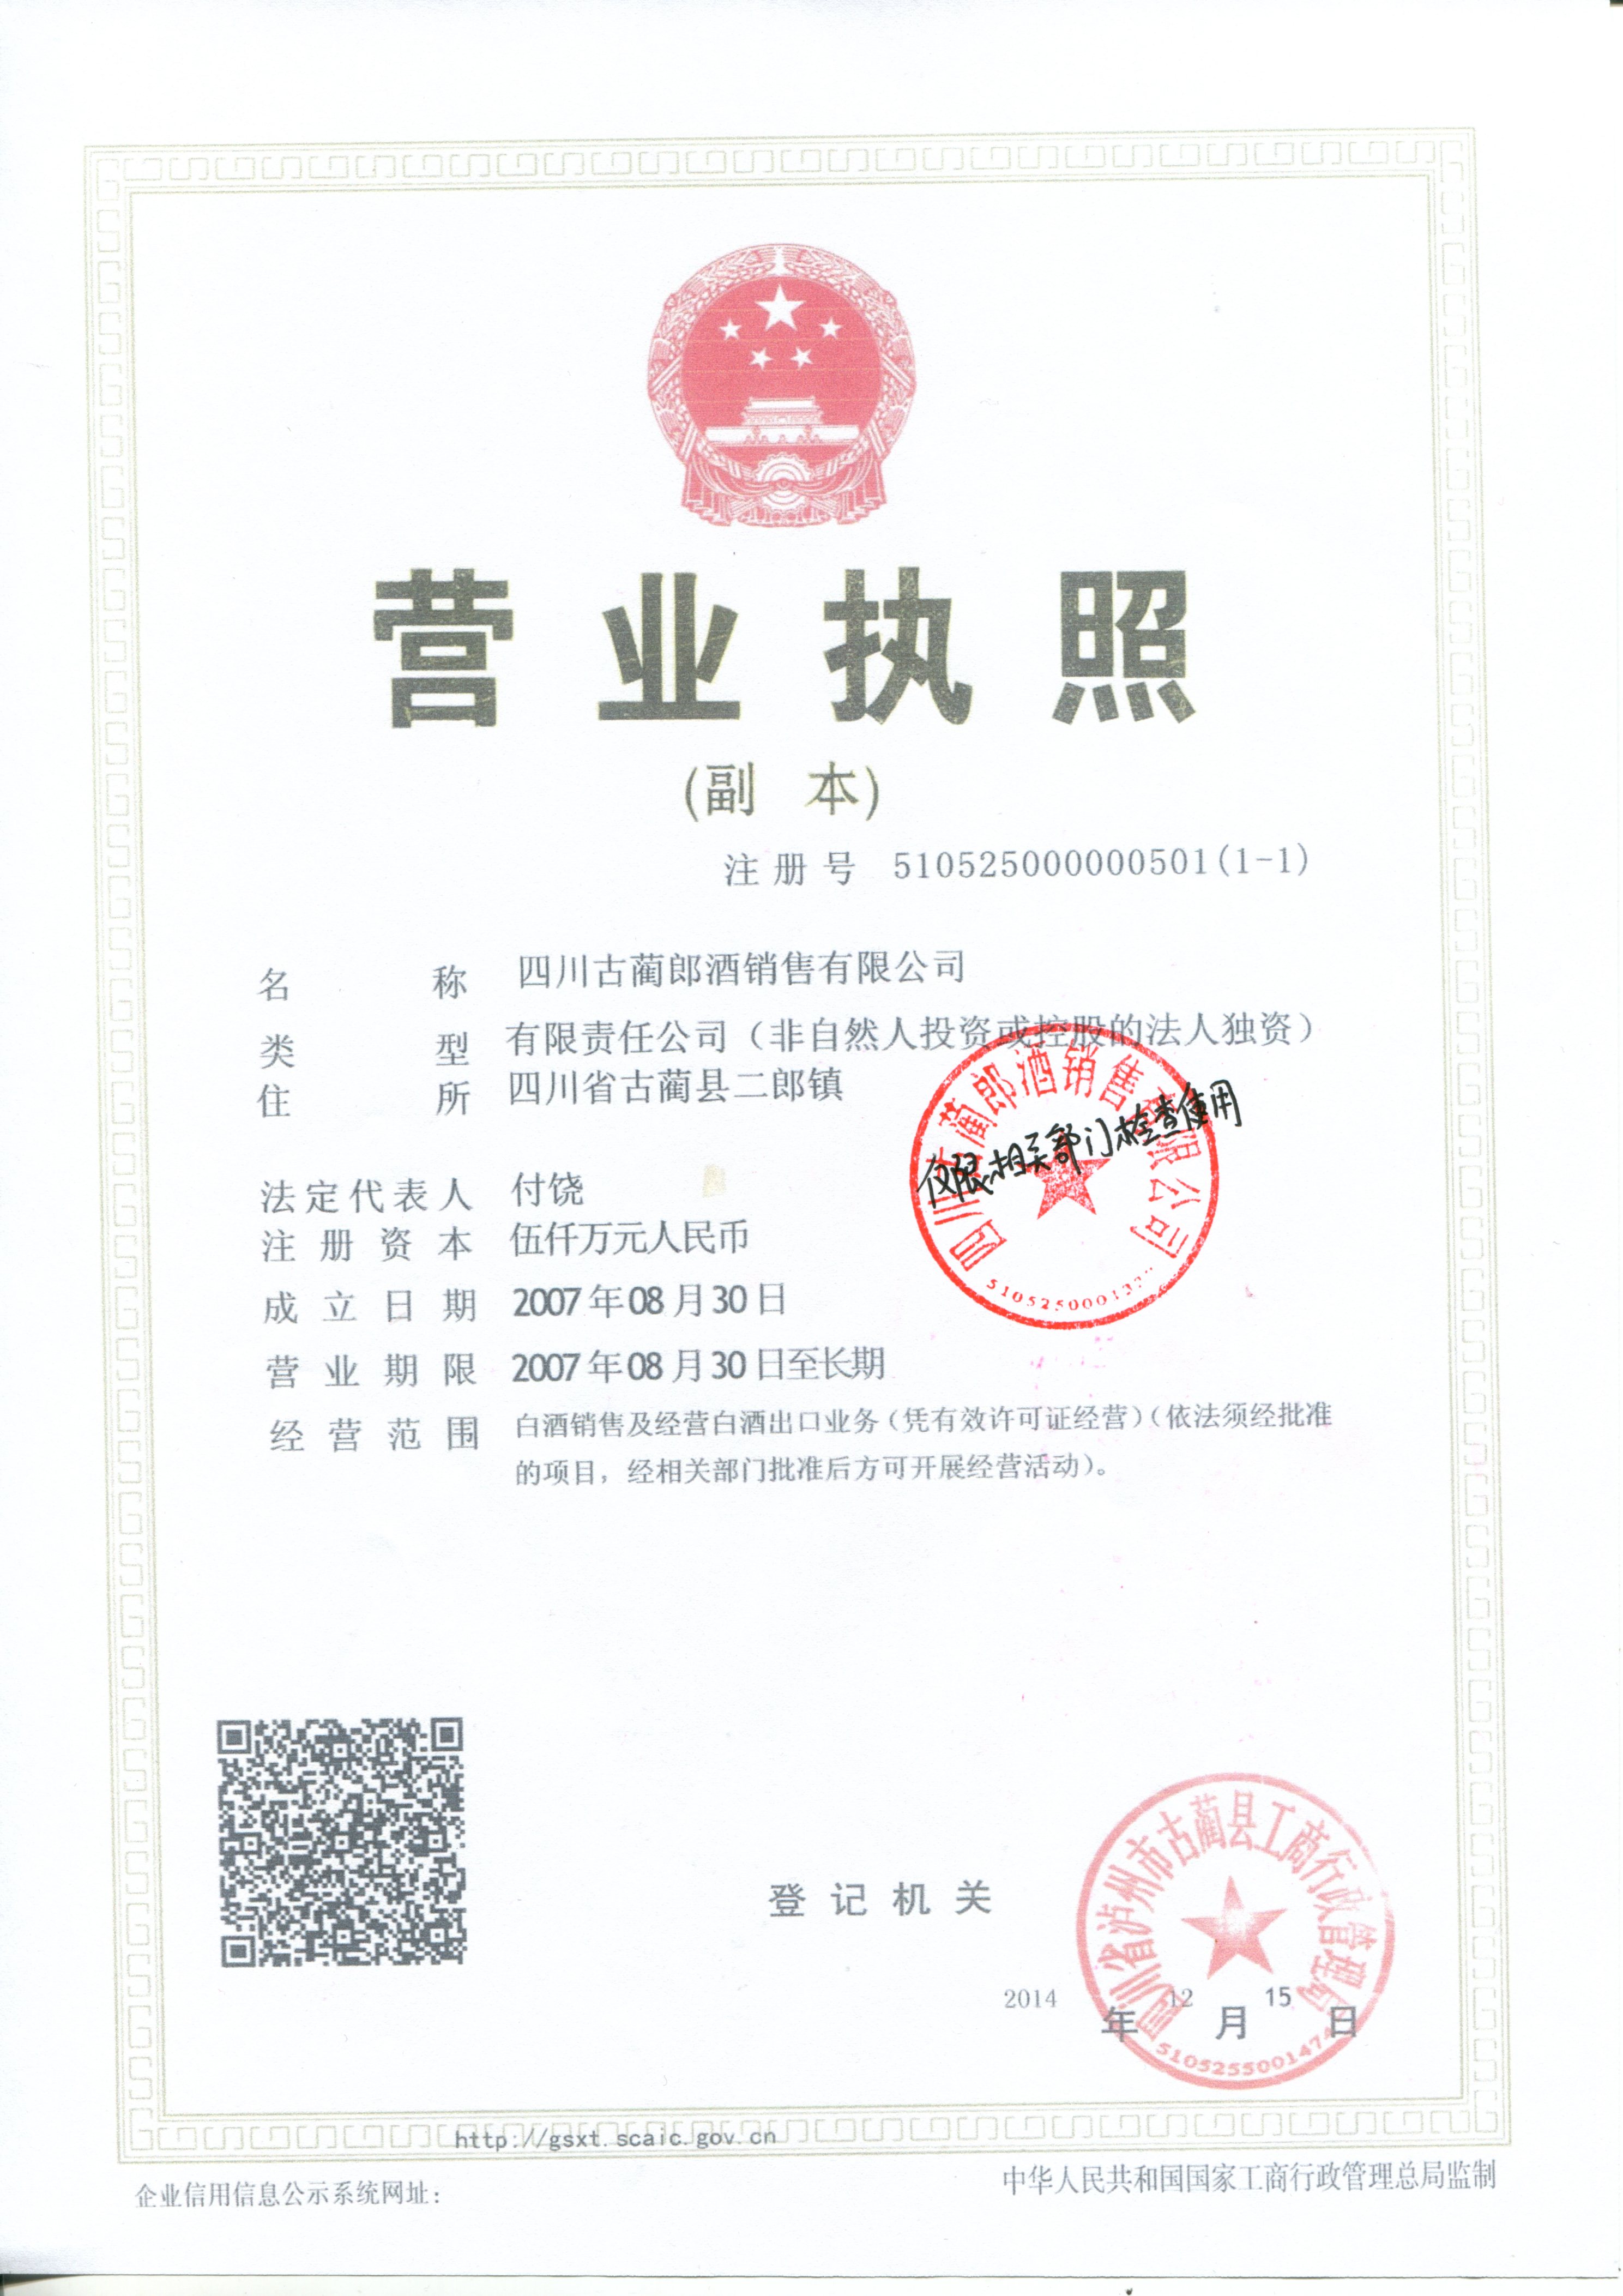 营业执照
(副 本)
注册号 510525000000501(1-1)
名称 四川古蔺郎酒销售有限公司
类型 有限责任公司（非自然人投资或控股的法人独资）
住所 四川省古蔺县二郎镇
四川古蔺郎酒销售有限公司
仅限相关部门检查使用
法定代表人 付饶
注册资本 伍仟万元人民币
成立日期 2007年08月30日
营业期限 2007年08月30日至长期
经营范围 白酒销售及经营白酒出口业务（凭有效许可证经营）（依法须经批准
的项目，经相关部门批准后方可开展经营活动）。
登记机关
四川省泸州市古蔺县工商行政管理局
2014年12月15日
5105255001474
http://gsxt.scaic.gov.cn
企业信用信息公示系统网址：
中华人民共和国国家工商行政管理总局监制